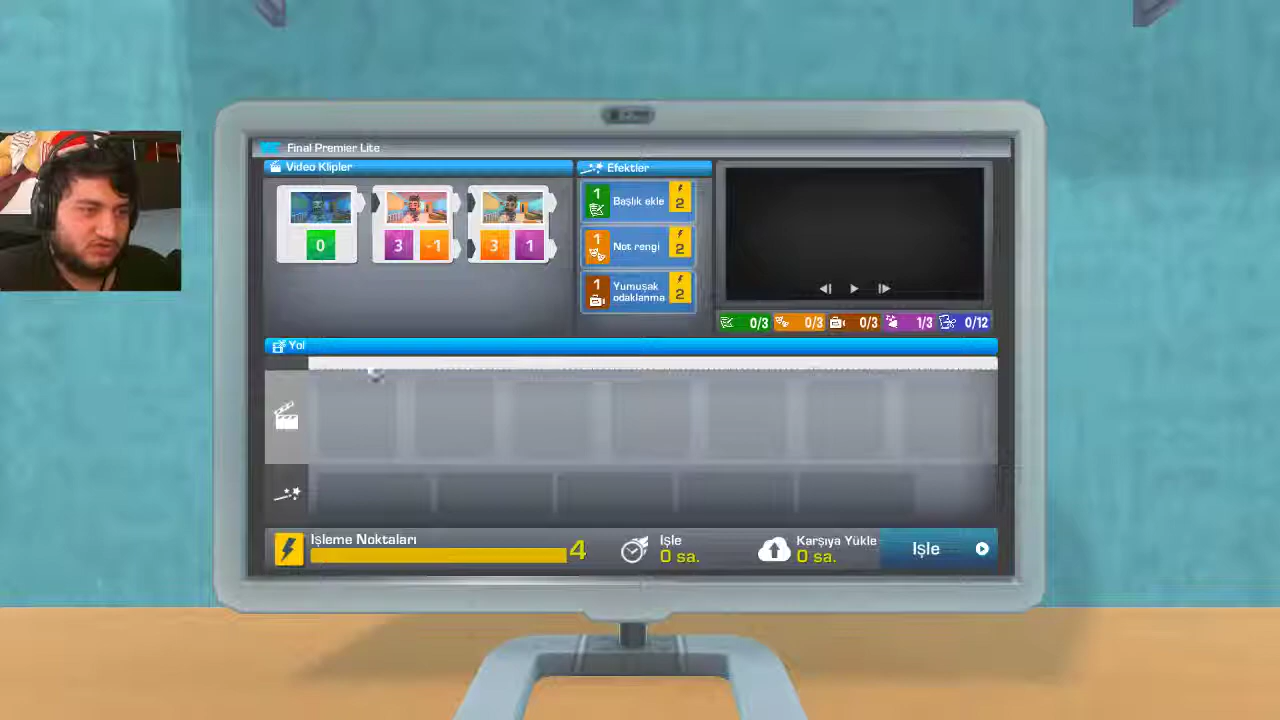 Final Premier Lite
Video Klipler
Efektler
0
3 -1
3 1
1 Başlık ekle 2
1 Not rengi 2
1 Yumuşak odaklanma 2
0/3 0/3 0/3 1/3 0/12
Yol
İşleme Noktaları 4
İşle
0 sa.
Karşıya Yükle
0 sa.
İşle